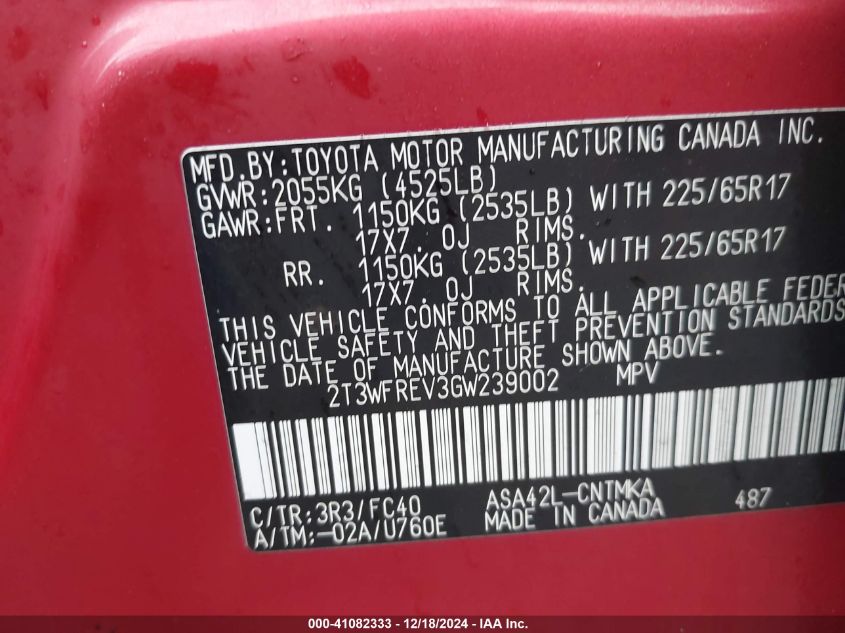 MFD.BY:TOYOTA MOTOR MANUFACTURING CANADA INC.
GVWR:2055KG (4525LB)
GAWR:FRT. 1150KG (2535LB) WITH 225/65R17
17X7.0J RIMS.
RR. 1150KG (2535LB) WITH 225/65R17
17X7.0J RIMS.
THIS VEHICLE CONFORMS TO ALL APPLICABLE FEDER
VEHICLE SAFETY AND THEFT PREVENTION STANDARDS
THE DATE OF MANUFACTURE SHOWN ABOVE.
2T3WFREV3GW239002 MPV
C/TR:3R3/FC40 ASA42L-CNTMKA 487
A/TM:-02A/U760E MADE IN CANADA
000-41082333 - 12/18/2024 - IAA Inc.